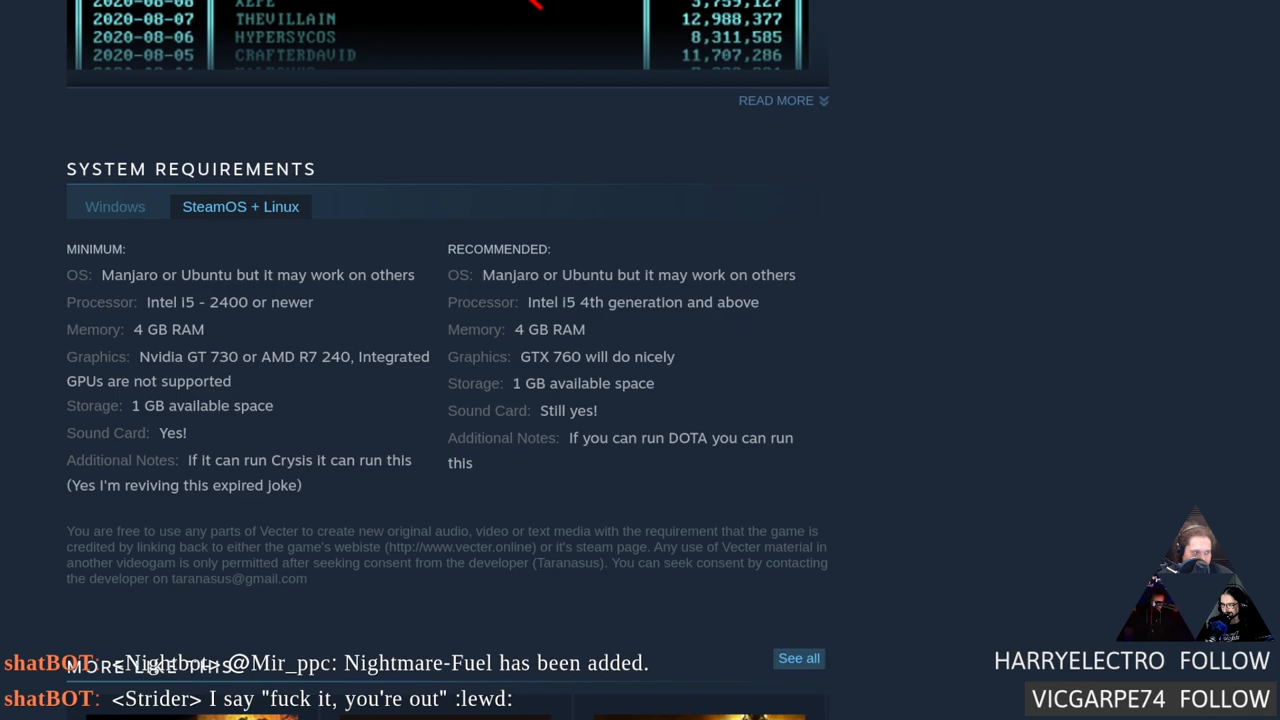 2020-08-08 XEPE 3,759,127
2020-08-07 THEVILLAIN 12,988,377
2020-08-06 HYPERSYCOS 8,311,585
2020-08-05 CRAFTERDAVID 11,707,286
READ MORE
SYSTEM REQUIREMENTS
Windows SteamOS + Linux
MINIMUM:
OS: Manjaro or Ubuntu but it may work on others
Processor: Intel i5 - 2400 or newer
Memory: 4 GB RAM
Graphics: Nvidia GT 730 or AMD R7 240, Integrated
GPUs are not supported
Storage: 1 GB available space
Sound Card: Yes!
Additional Notes: If it can run Crysis it can run this
(Yes I'm reviving this expired joke)
RECOMMENDED:
OS: Manjaro or Ubuntu but it may work on others
Processor: Intel i5 4th generation and above
Memory: 4 GB RAM
Graphics: GTX 760 will do nicely
Storage: 1 GB available space
Sound Card: Still yes!
Additional Notes: If you can run DOTA you can run
this
You are free to use any parts of Vecter to create new original audio, video or text media with the requirement that the game is
credited by linking back to either the game's webiste (http://www.vecter.online) or it's steam page. Any use of Vecter material in
another videogam is only permitted after seeking consent from the developer (Taranasus). You can seek consent by contacting
the developer on taranasus@gmail.com
MORE LIKE THIS
See all
shatBOT: <Nightbot> @Mir_ppc: Nightmare-Fuel has been added.
shatBOT: <Strider> I say "fuck it, you're out" :lewd:
HARRYELECTRO FOLLOW
VICGARPE74 FOLLOW